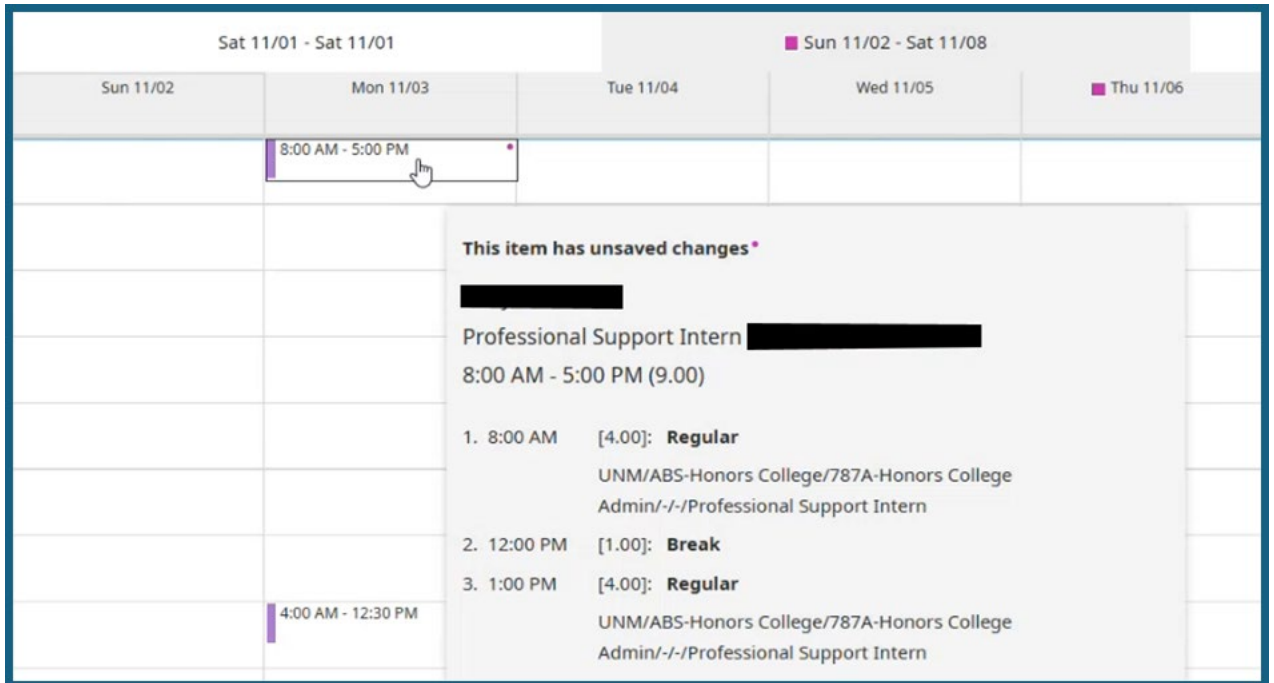 Sat 11/01 - Sat 11/01
Sun 11/02 - Sat 11/08
Sun 11/02
Mon 11/03
Tue 11/04
Wed 11/05
Thu 11/06
8:00 AM - 5:00 PM
This item has unsaved changes
Professional Support Intern
8:00 AM - 5:00 PM (9.00)
1. 8:00 AM [4.00]: Regular
UNM/ABS-Honors College/787A-Honors College
Admin/-/-/Professional Support Intern
2. 12:00 PM [1.00]: Break
3. 1:00 PM [4.00]: Regular
4:00 AM - 12:30 PM
UNM/ABS-Honors College/787A-Honors College
Admin/-/-/Professional Support Intern